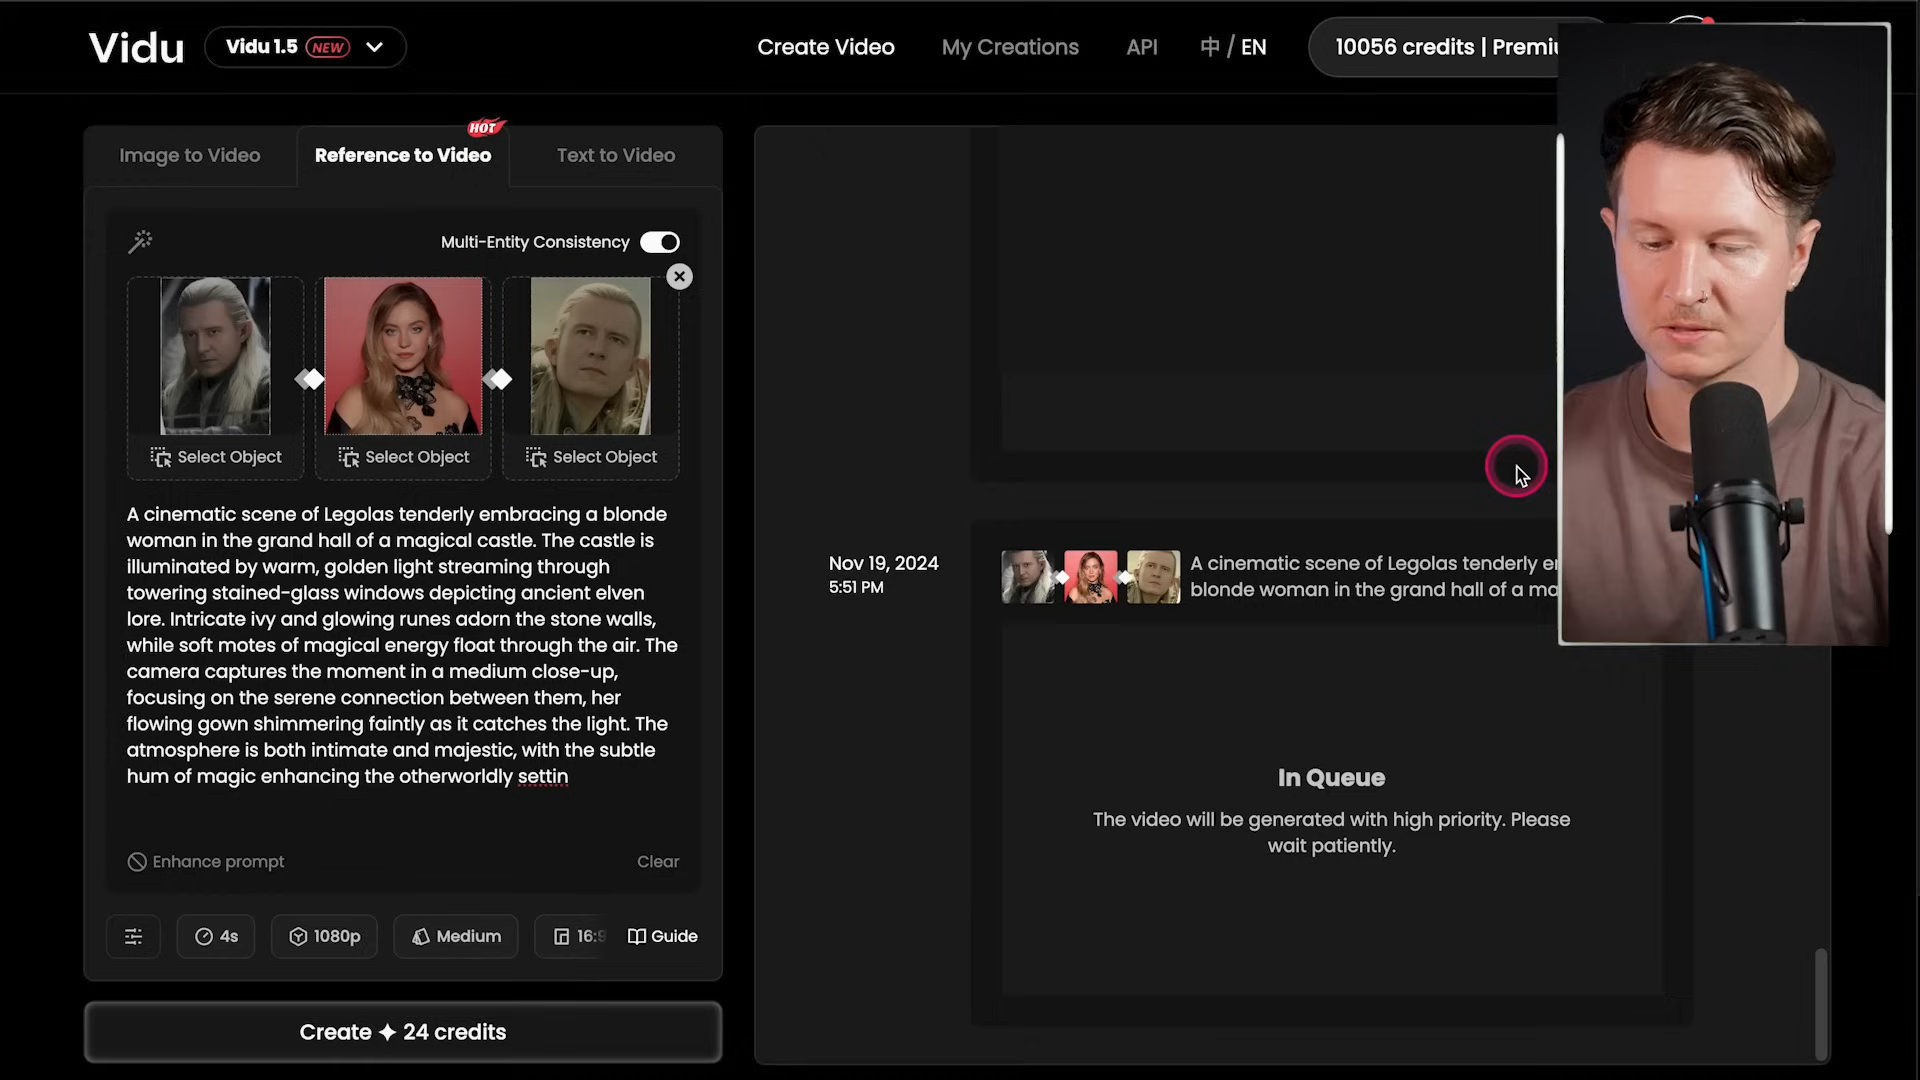 Vidu
Vidu 1.5 NEW
Create Video
My Creations
API
中 / EN
10056 credits | Premiu
HOT
Image to Video
Reference to Video
Text to Video
Multi-Entity Consistency
Select Object
Select Object
Select Object
A cinematic scene of Legolas tenderly embracing a blonde
woman in the grand hall of a magical castle. The castle is
illuminated by warm, golden light streaming through
towering stained-glass windows depicting ancient elven
lore. Intricate ivy and glowing runes adorn the stone walls,
while soft motes of magical energy float through the air. The
camera captures the moment in a medium close-up,
focusing on the serene connection between them, her
flowing gown shimmering faintly as it catches the light. The
atmosphere is both intimate and majestic, with the subtle
hum of magic enhancing the otherworldly settin
Enhance prompt
Clear
4s
1080p
Medium
16:9
Guide
Create ✦ 24 credits
Nov 19, 2024
5:51 PM
A cinematic scene of Legolas tenderly e
blonde woman in the grand hall of a ma
In Queue
The video will be generated with high priority. Please
wait patiently.